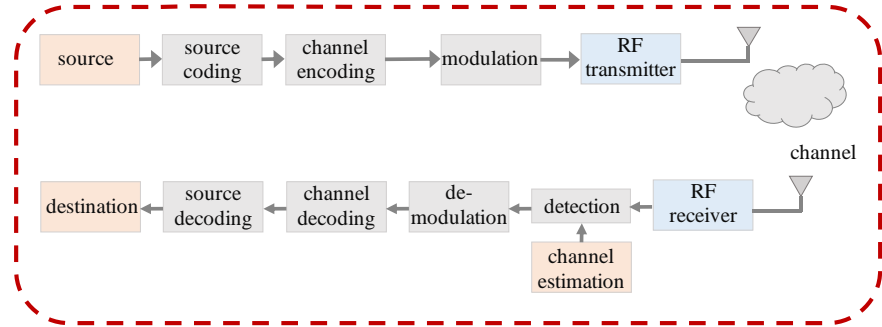 source
source
coding
channel
encoding
modulation
RF
transmitter
channel
destination
source
decoding
channel
decoding
de-
modulation
detection
RF
receiver
channel
estimation